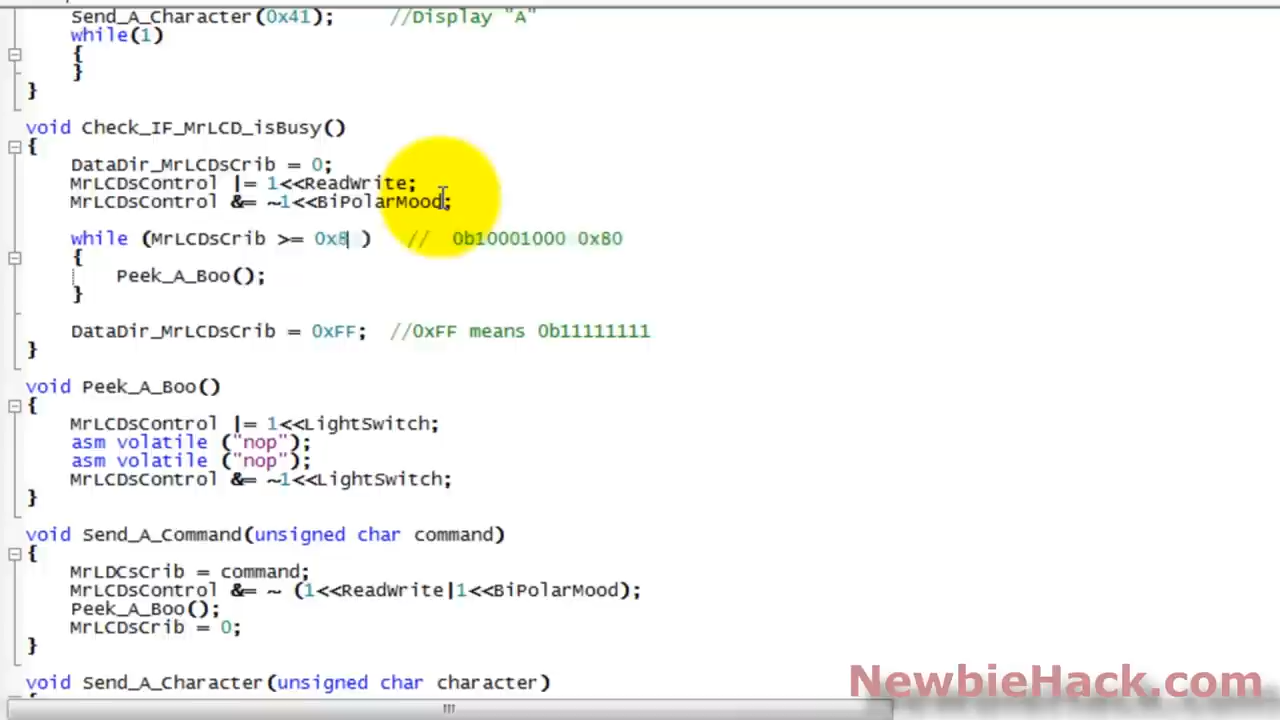 Send_A_Character(0x41); //Display "A"
while(1)
{
}
}
void Check_IF_MrLCD_isBusy()
{
DataDir_MrLCDsCrib = 0;
MrLCDsControl |= 1<<ReadWrite;
MrLCDsControl &= ~1<<BiPolarMood;
while (MrLCDsCrib >= 0x8 ) // 0b10001000 0x80
{
Peek_A_Boo();
}
DataDir_MrLCDsCrib = 0xFF; //0xFF means 0b11111111
}
void Peek_A_Boo()
{
MrLCDsControl |= 1<<LightSwitch;
asm volatile ("nop");
asm volatile ("nop");
MrLCDsControl &= ~1<<LightSwitch;
}
void Send_A_Command(unsigned char command)
{
MrLDCsCrib = command;
MrLCDsControl &= ~ (1<<ReadWrite|1<<BiPolarMood);
Peek_A_Boo();
MrLCDsCrib = 0;
}
void Send_A_Character(unsigned char character)
NewbieHack.com